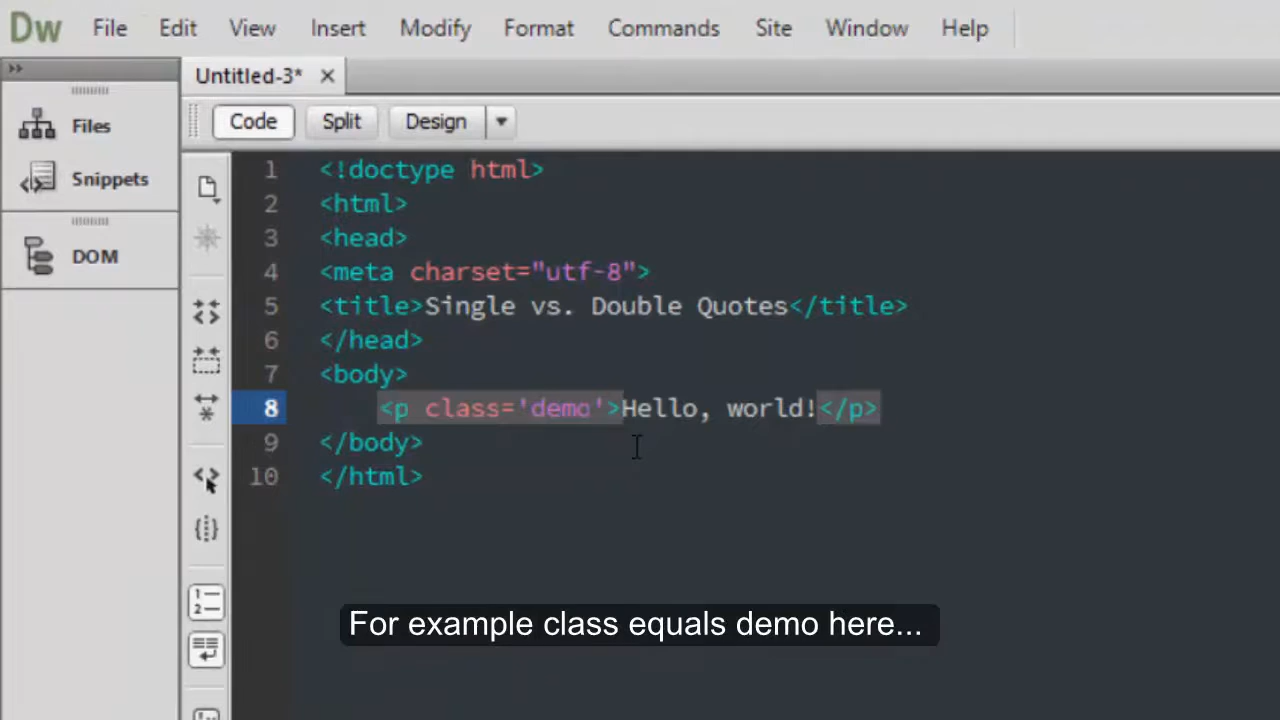 Dw File Edit View Insert Modify Format Commands Site Window Help
Untitled-3*
Code Split Design
Files
Snippets
DOM
1 <!doctype html>
2 <html>
3 <head>
4 <meta charset="utf-8">
5 <title>Single vs. Double Quotes</title>
6 </head>
7 <body>
8 <p class='demo'>Hello, world!</p>
9 </body>
10 </html>
For example class equals demo here...